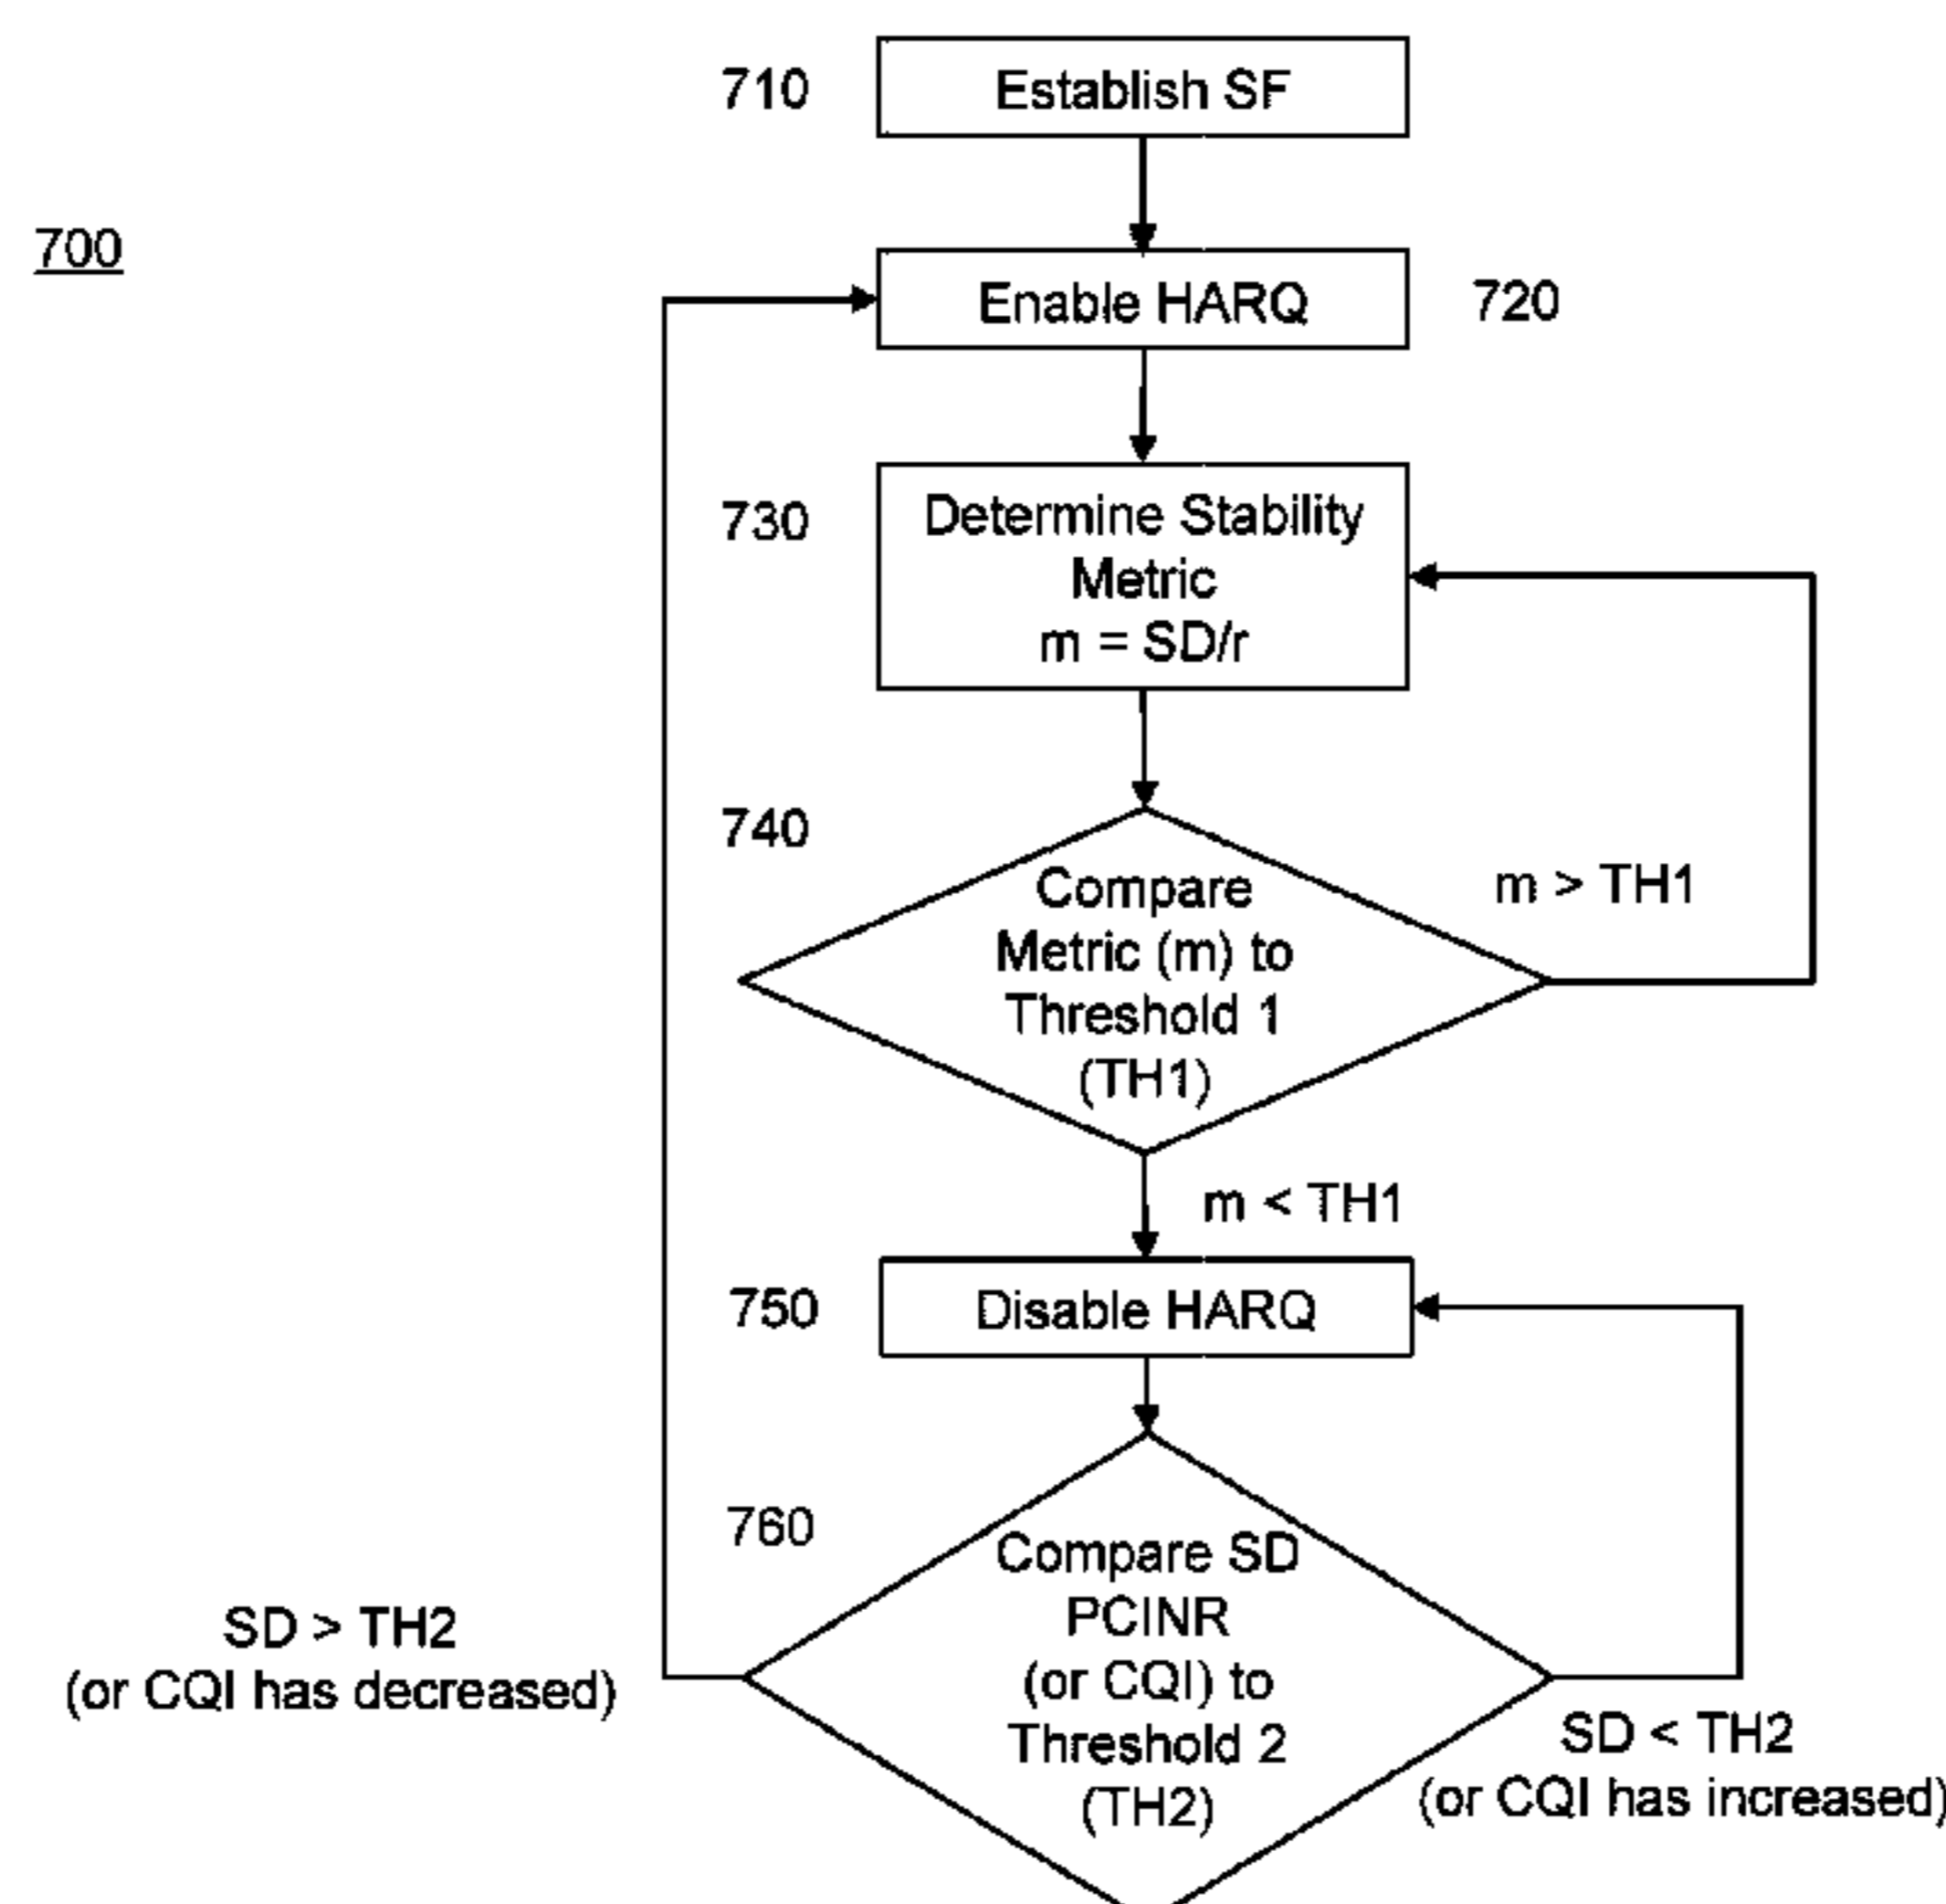 710
Establish SF
700
Enable HARQ
720
730
Determine Stability
Metric
m = SD/r
740
Compare
Metric (m) to
Threshold 1
(TH1)
m > TH1
m < TH1
750
Disable HARQ
760
Compare SD
PCINR
(or CQI) to
Threshold 2
(TH2)
SD > TH2
(or CQI has decreased)
SD < TH2
(or CQI has increased)